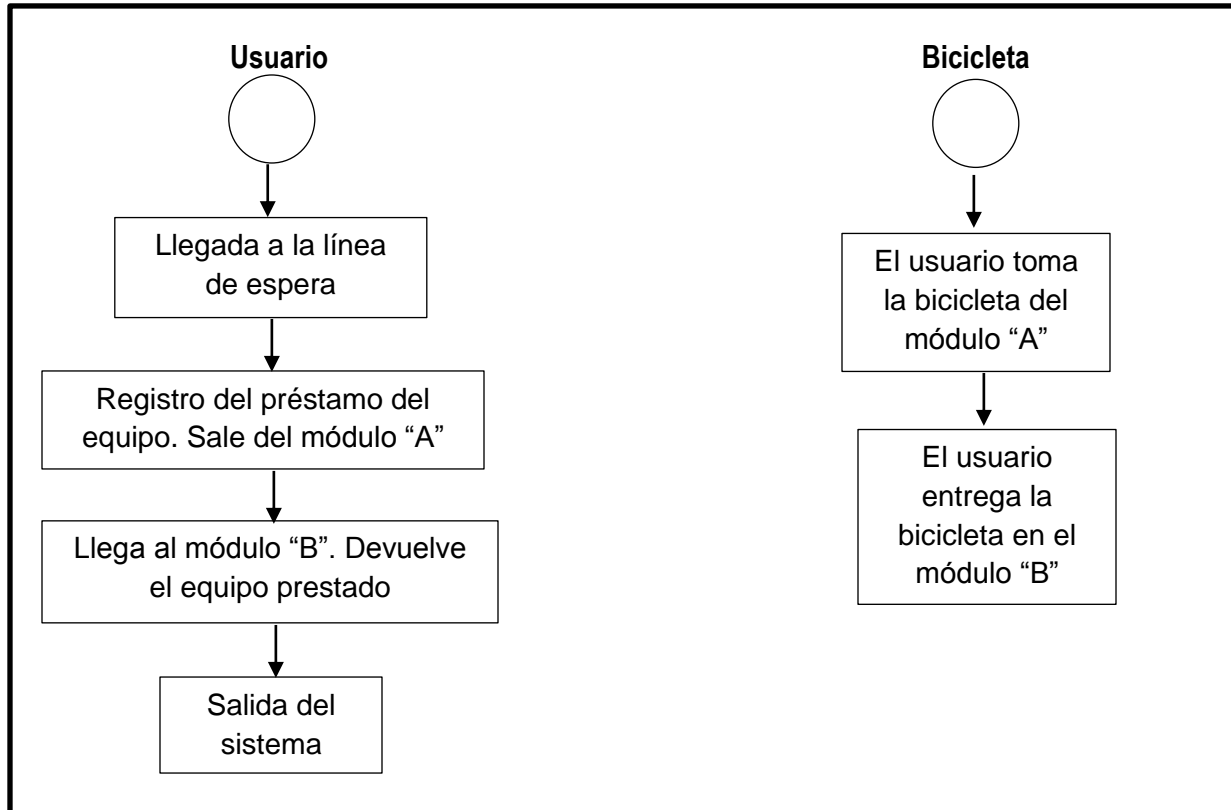 Usuario
Llegada a la línea
de espera
Registro del préstamo del
equipo. Sale del módulo “A”
Llega al módulo “B”. Devuelve
el equipo prestado
Salida del
sistema
Bicicleta
El usuario toma
la bicicleta del
módulo “A”
El usuario
entrega la
bicicleta en el
módulo “B”